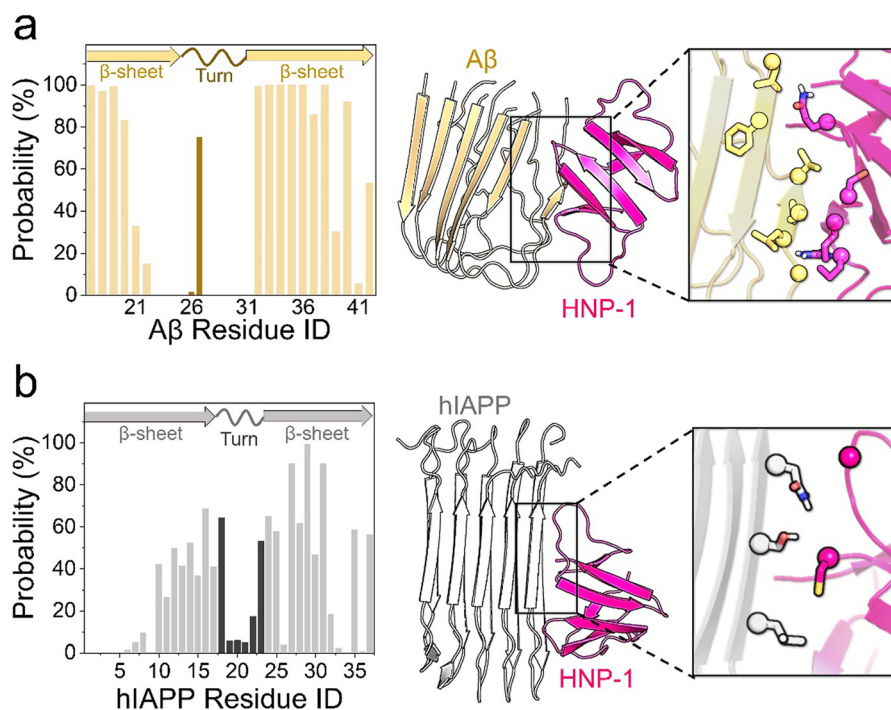 a
β-sheet
Turn
β-sheet
Probability (%)
100
80
60
40
20
0
21
26
31
36
41
Aβ Residue ID
Aβ
HNP-1
b
β-sheet
Turn
β-sheet
Probability (%)
100
80
60
40
20
0
5
10
15
20
25
30
35
hIAPP Residue ID
hIAPP
HNP-1